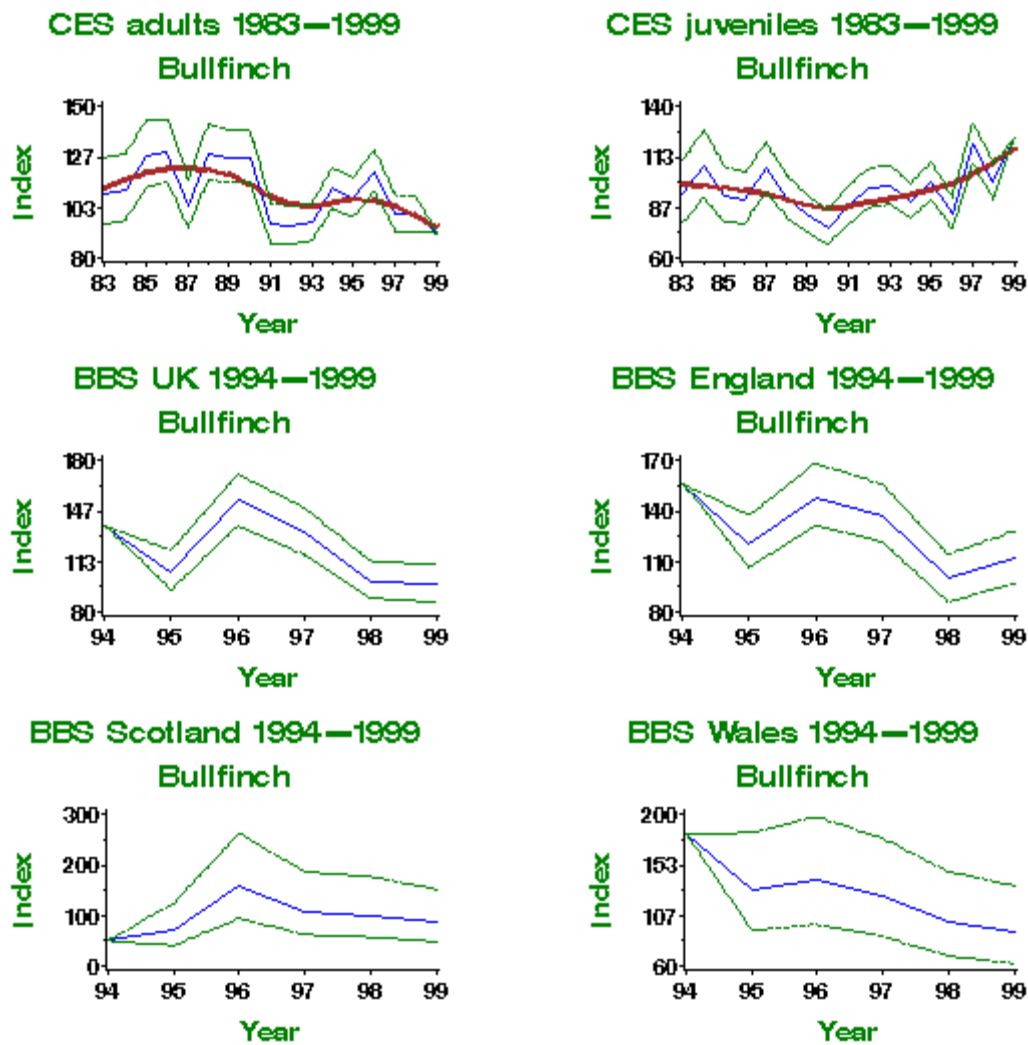 CES adults 1983—1999
Bullfinch
Index
150
127
103
80
83 85 87 89 91 93 95 97 99
Year
CES juveniles 1983—1999
Bullfinch
Index
140
113
87
60
83 85 87 89 91 93 95 97 99
Year
BBS UK 1994—1999
Bullfinch
Index
180
147
113
80
94 95 96 97 98 99
Year
BBS England 1994—1999
Bullfinch
Index
170
140
110
80
94 95 96 97 98 99
Year
BBS Scotland 1994—1999
Bullfinch
Index
300
200
100
0
94 95 96 97 98 99
Year
BBS Wales 1994—1999
Bullfinch
Index
200
153
107
60
94 95 96 97 98 99
Year